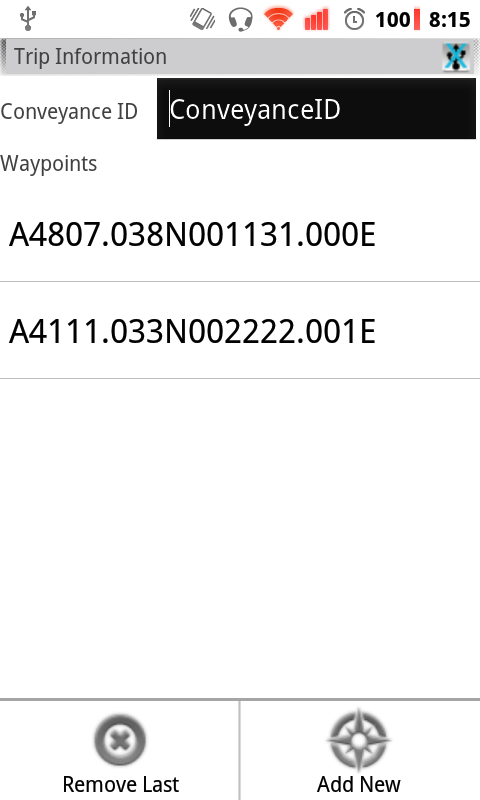 100 8:15
Trip Information
Conveyance ID ConveyanceID
Waypoints
A4807.038N001131.000E
A4111.033N002222.001E
Remove Last Add New